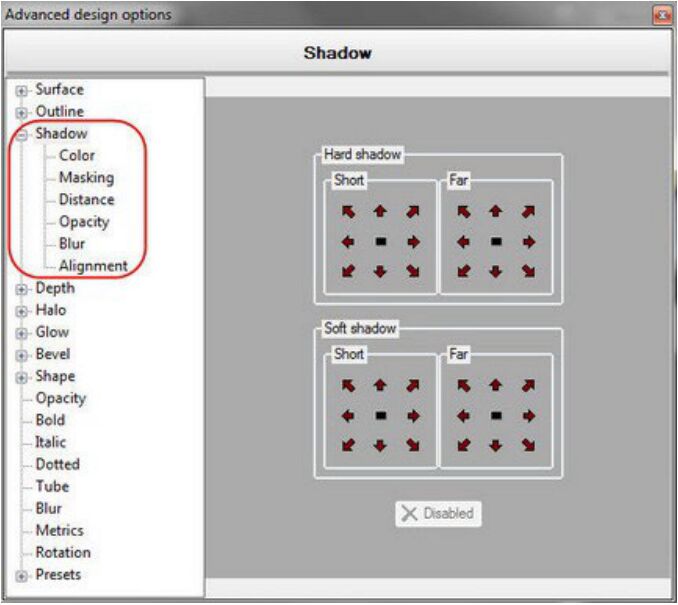 Advanced design options
Shadow
Surface
Outline
Shadow
Color
Masking
Distance
Opacity
Blur
Alignment
Depth
Halo
Glow
Bevel
Shape
Opacity
Bold
Italic
Dotted
Tube
Blur
Metrics
Rotation
Presets
Hard shadow
Short
Far
Soft shadow
Short
Far
Disabled